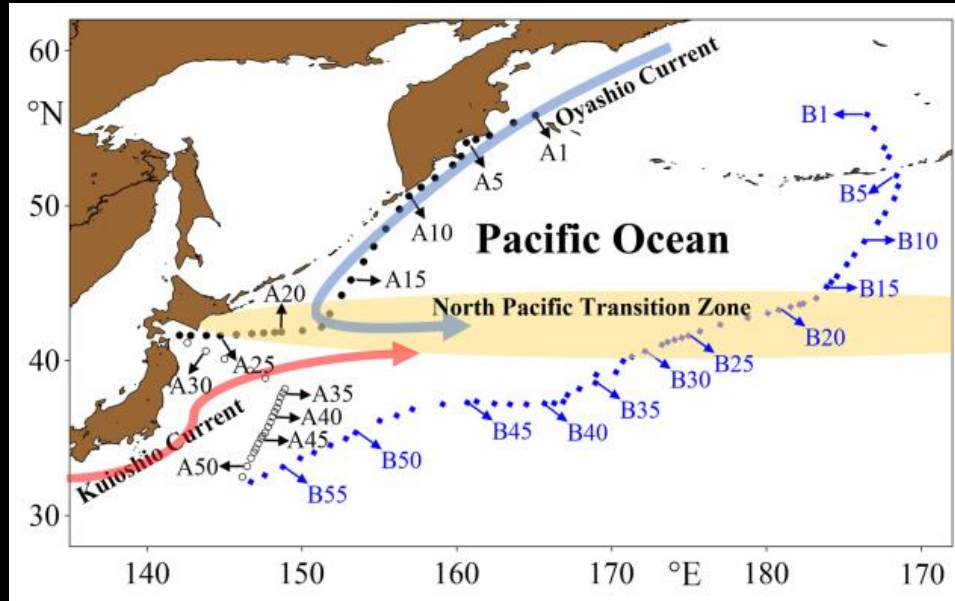 60
°N
50
40
30
140
150
160
170
°E
180
170
Oyashio Current
Pacific Ocean
North Pacific Transition Zone
Kuioshio Current
A1
A5
A10
A15
A20
A25
A30
A35
A40
A45
A50
B1
B5
B10
B15
B20
B25
B30
B35
B40
B45
B50
B55